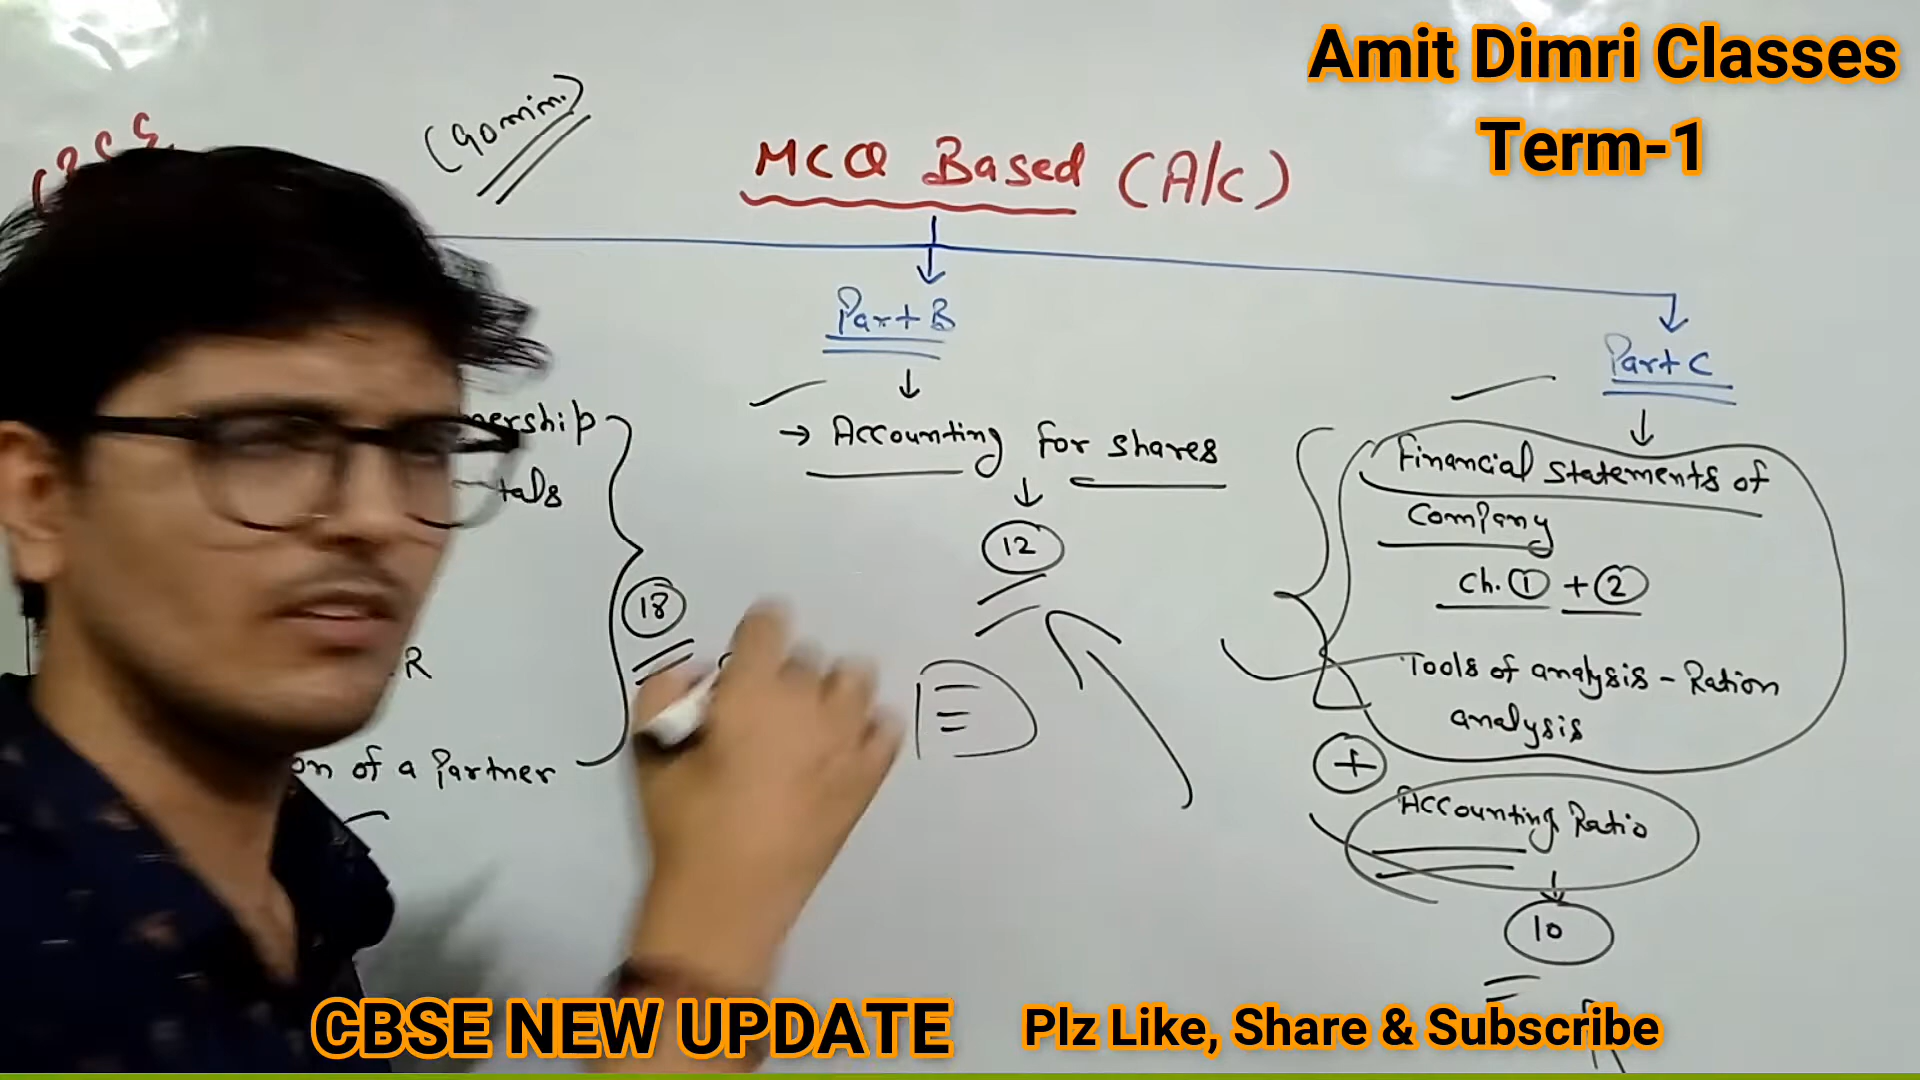 Amit Dimri Classes
Term-1
CBSE
(90 min.)
MCQ Based (A/c)
Part B
Part C
→ Accounting for shares
12
18
R
of a Partner
Financial Statements of
Company
Ch. 1 + 2
Tools of analysis - Ration
analysis
+
Accounting Ratio
10
CBSE NEW UPDATE
Plz Like, Share & Subscribe